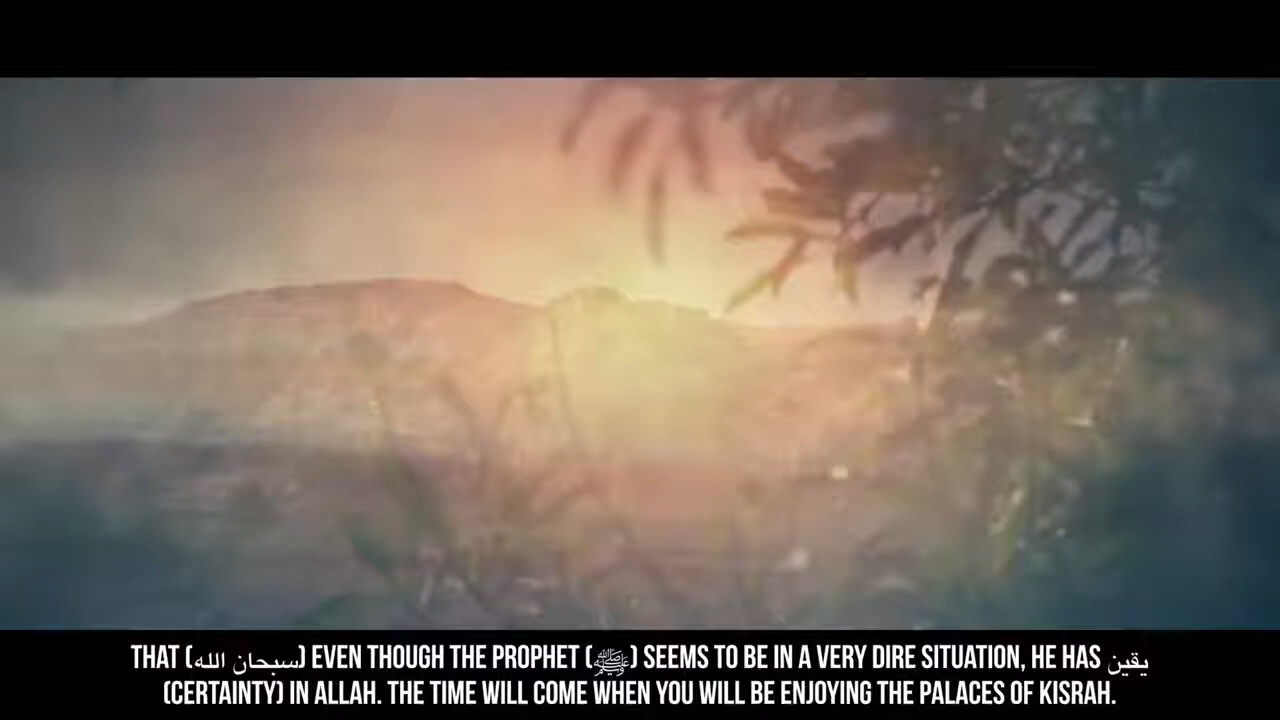 THAT (سبحان الله) EVEN THOUGH THE PROPHET (ﷺ) SEEMS TO BE IN A VERY DIRE SITUATION, HE HAS يقين
(CERTAINTY) IN ALLAH. THE TIME WILL COME WHEN YOU WILL BE ENJOYING THE PALACES OF KISRAH.